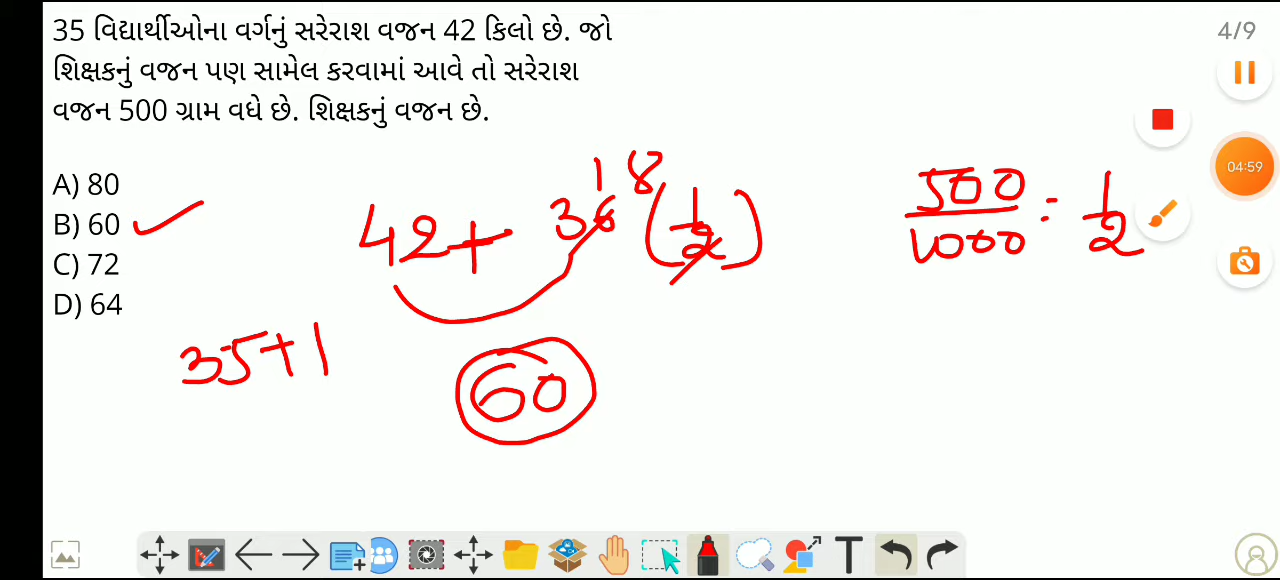 35 વિદ્યાર્થીઓના વર્ગનું સરેરાશ વજન 42 કિલો છે. જો
શિક્ષકનું વજન પણ સામેલ કરવામાં આવે તો સરેરાશ
વજન 500 ગ્રામ વધે છે. શિક્ષકનું વજન છે.
4/9
04:59
A) 80
B) 60
C) 72
D) 64
18
42 + 36 (1/2)
500/1000 = 1/2
35+1
60
T